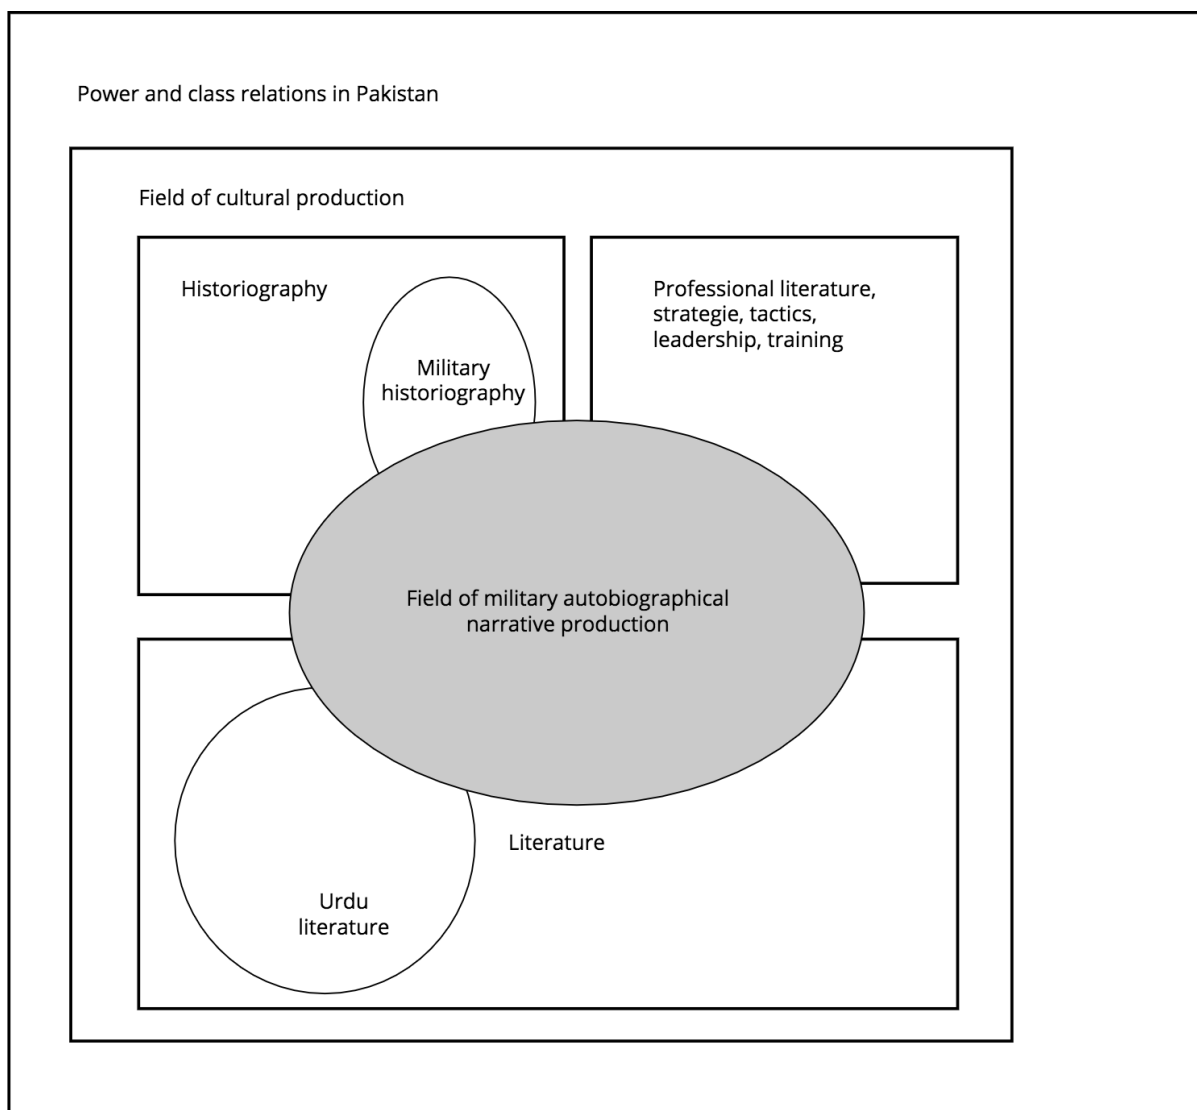 Power and class relations in Pakistan
Field of cultural production
Historiography
Military
historiography
Professional literature,
strategie, tactics,
leadership, training
Field of military autobiographical
narrative production
Literature
Urdu
literature